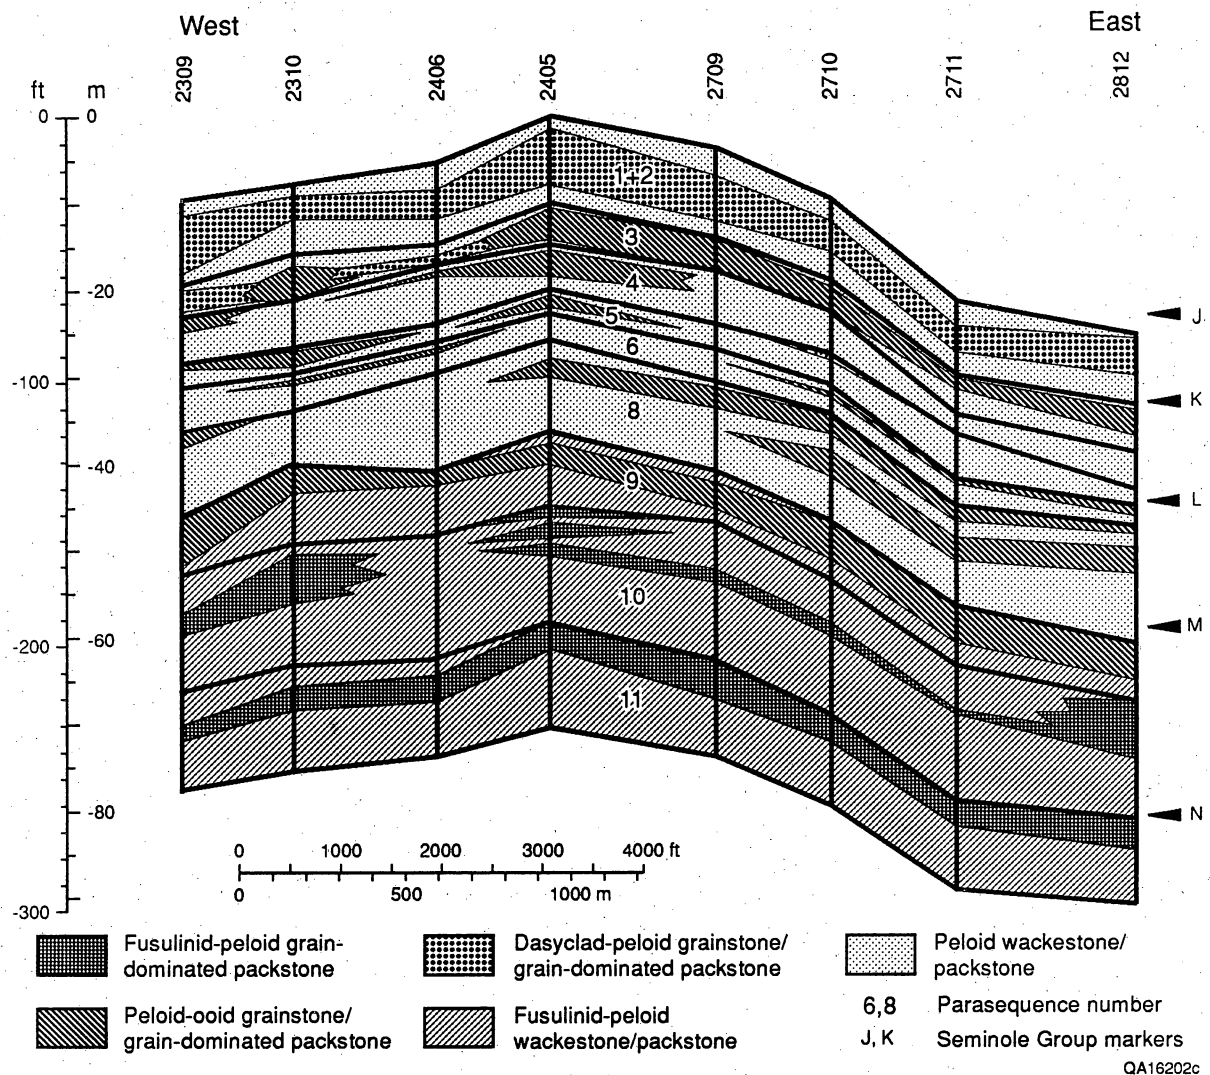 West
East
2309
2310
2406
2405
2709
2710
2711
2812
ft m
0 0
-20
-100
-40
-200
-60
-80
-300
1+2
3
4
5
6
8
9
10
11
J
K
L
M
N
0 1000 2000 3000 4000 ft
0 500 1000 m
Fusulinid-peloid grain-
dominated packstone
Peloid-ooid grainstone/
grain-dominated packstone
Dasyclad-peloid grainstone/
grain-dominated packstone
Fusulinid-peloid
wackestone/packstone
Peloid wackestone/
packstone
6,8 Parasequence number
J, K Seminole Group markers
QA16202c